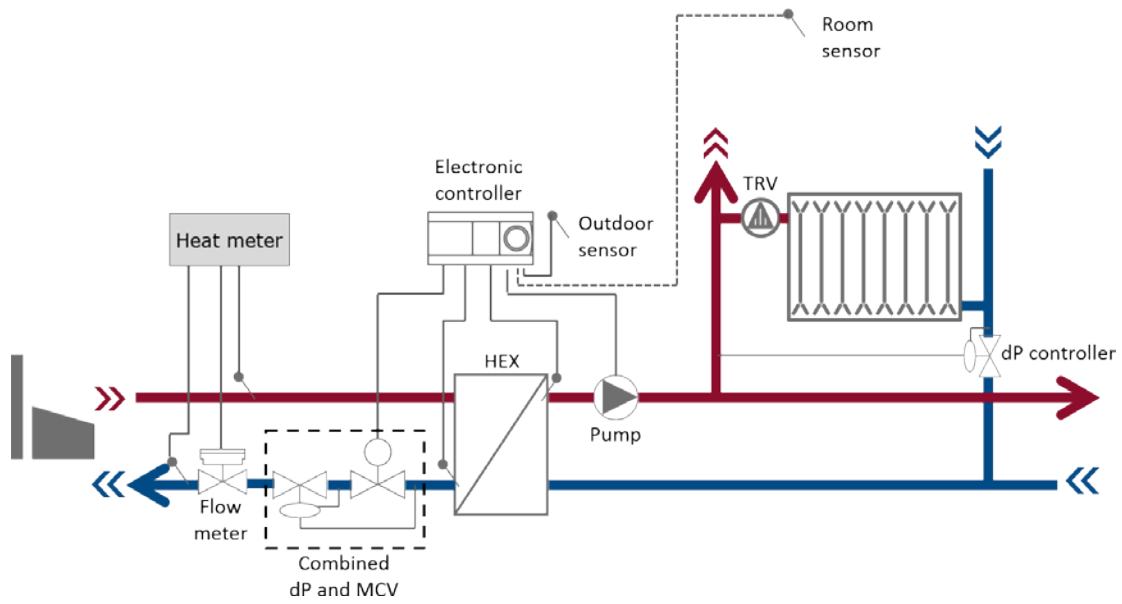 Room
sensor
Electronic
controller
TRV
Outdoor
sensor
Heat meter
dP controller
HEX
Pump
Flow
meter
Combined
dP and MCV